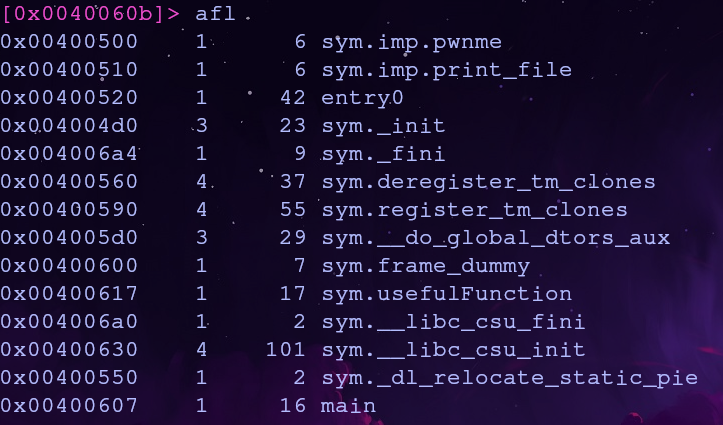 [0x0040060b]> afl
0x00400500 1 6 sym.imp.pwnme
0x00400510 1 6 sym.imp.print_file
0x00400520 1 42 entry0
0x004004d0 3 23 sym._init
0x004006a4 1 9 sym._fini
0x00400560 4 37 sym.deregister_tm_clones
0x00400590 4 55 sym.register_tm_clones
0x004005d0 3 29 sym.__do_global_dtors_aux
0x00400600 1 7 sym.frame_dummy
0x00400617 1 17 sym.usefulFunction
0x004006a0 1 2 sym.__libc_csu_fini
0x00400630 4 101 sym.__libc_csu_init
0x00400550 1 2 sym._dl_relocate_static_pie
0x00400607 1 16 main